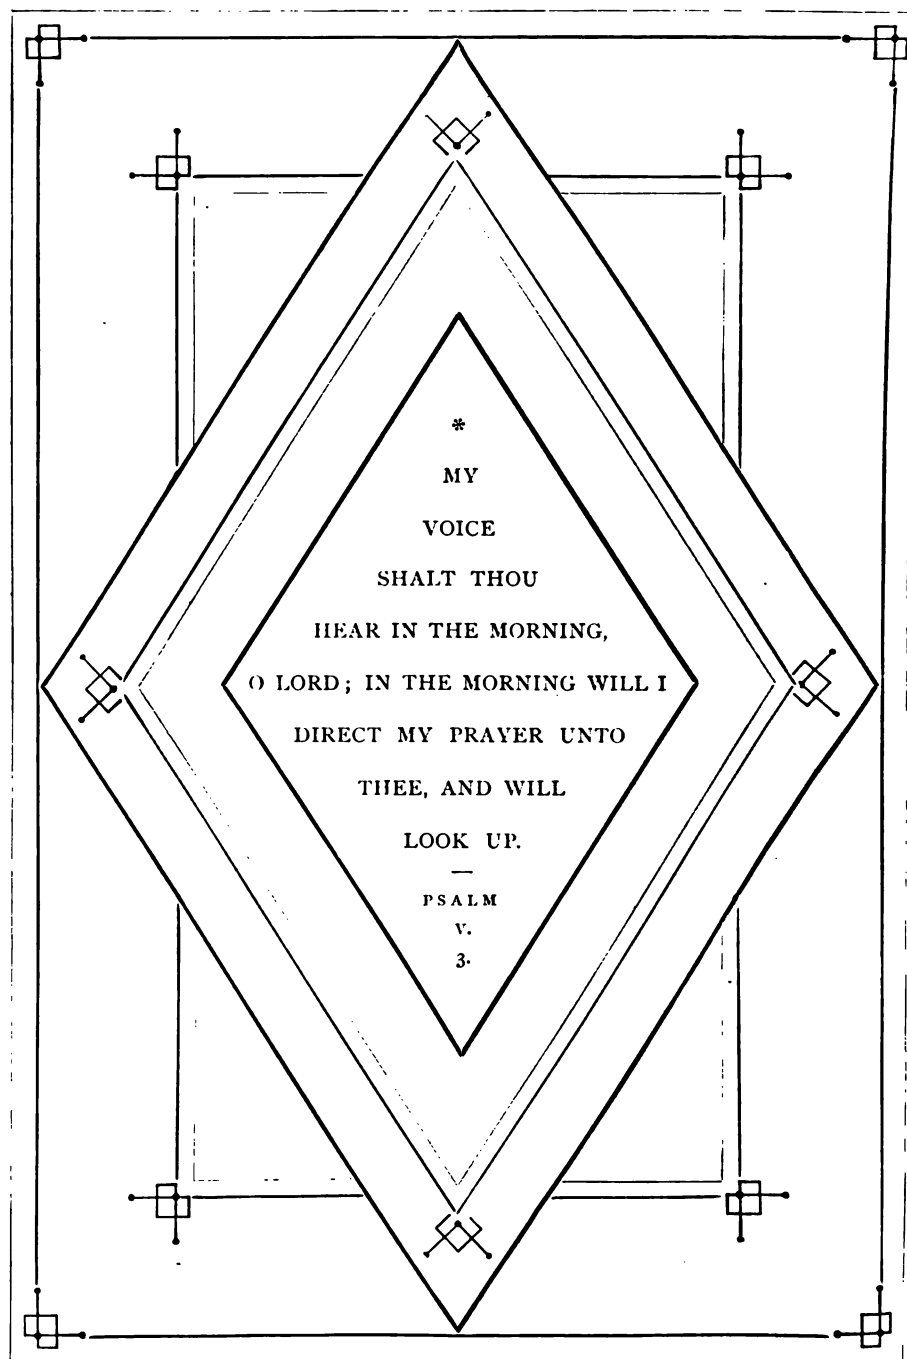 *
MY
VOICE
SHALT THOU
HEAR IN THE MORNING,
O LORD; IN THE MORNING WILL I
DIRECT MY PRAYER UNTO
THEE, AND WILL
LOOK UP.
—
PSALM
V.
3.